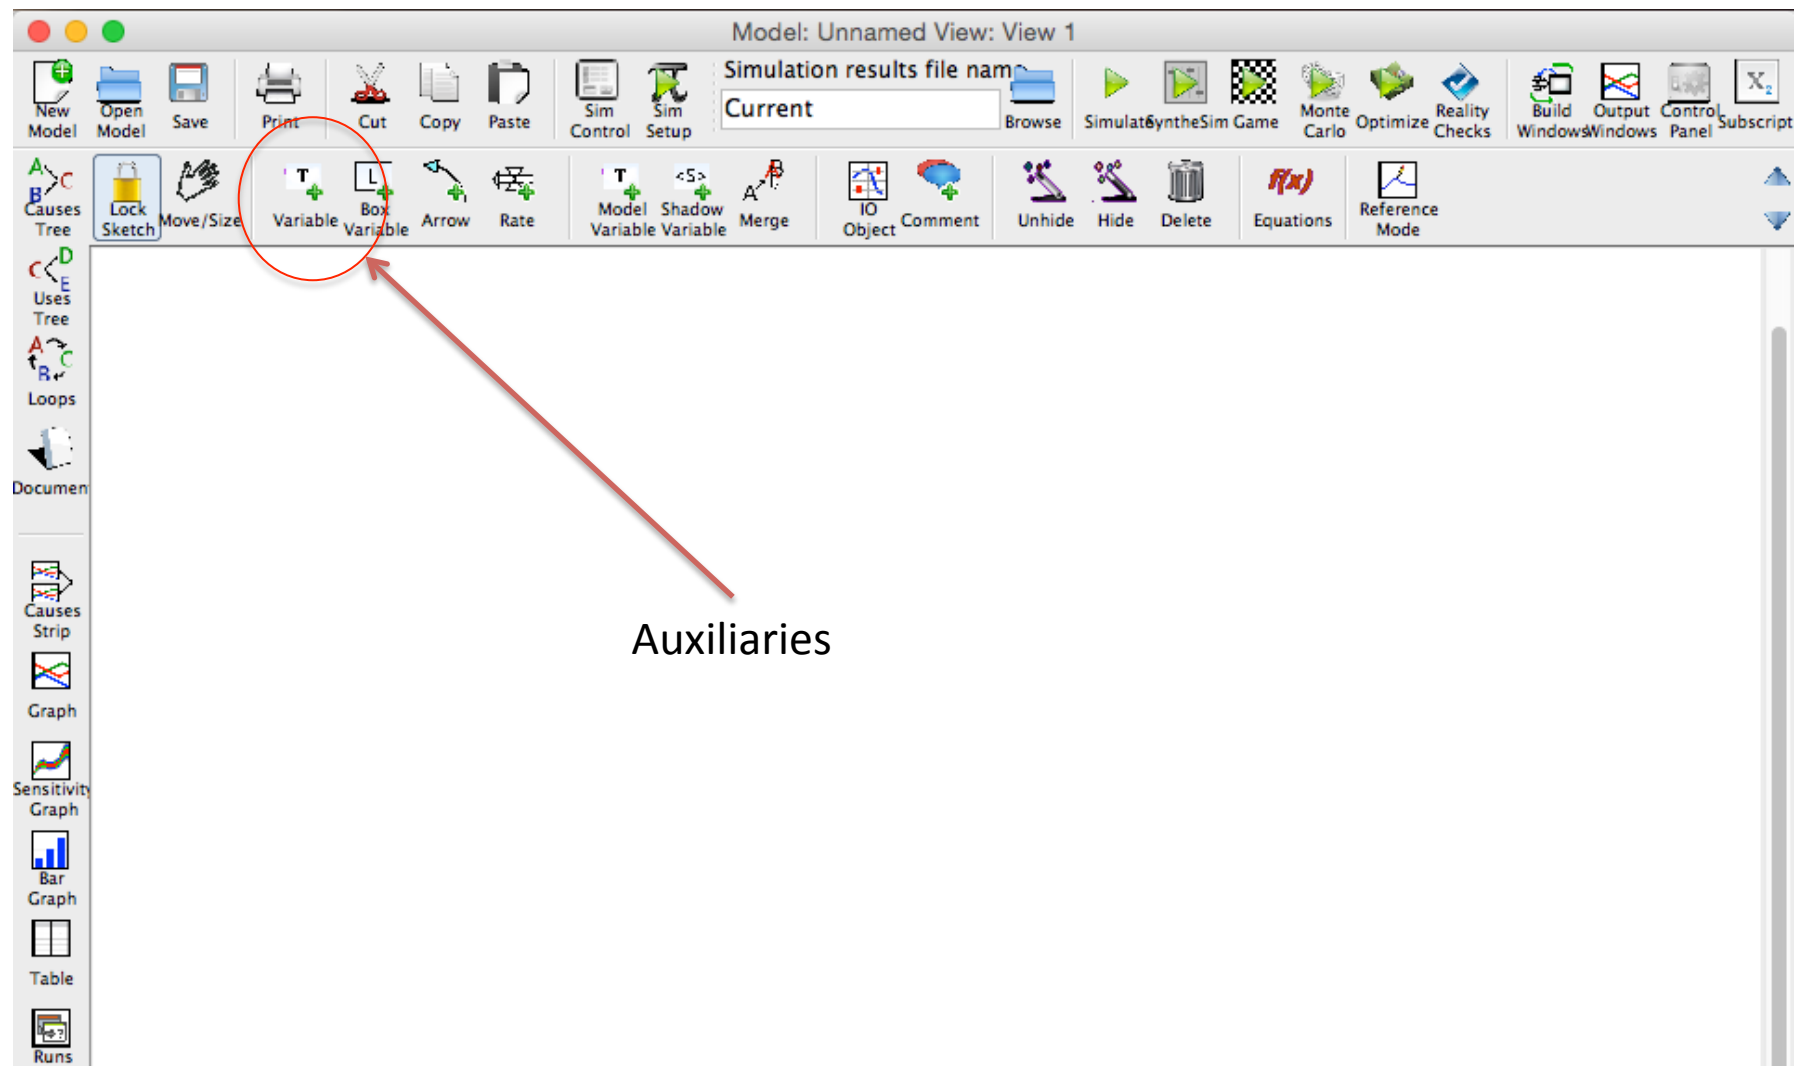 Model: Unnamed View: View 1
New Model
Open Model
Save
Print
Cut
Copy
Paste
Sim Control
Sim Setup
Simulation results file name
Current
Browse
Simulate
SyntheSim
Game
Monte Carlo
Optimize
Reality Checks
Build Windows
Output Windows
Control Panel
X2
Subscript
A
B
C
Causes Tree
Lock Sketch
Move/Size
T
Variable
L
Box Variable
Arrow
Rate
T
Model Variable
<S>
Shadow Variable
A
Merge
IO Object
Comment
Unhide
Hide
Delete
f(x)
Equations
Reference Mode
C
D
E
Uses Tree
A
C
B
Loops
Documen
Causes Strip
Graph
Sensitivity Graph
Bar Graph
Table
Runs
Auxiliaries